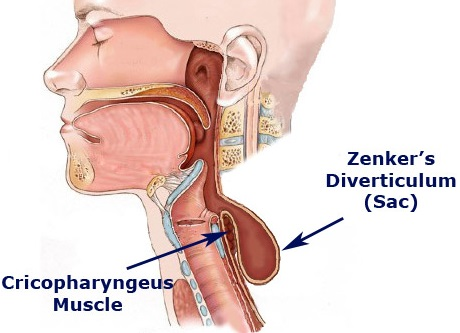 Zenker’s
Diverticulum
(Sac)
Cricopharyngeus
Muscle